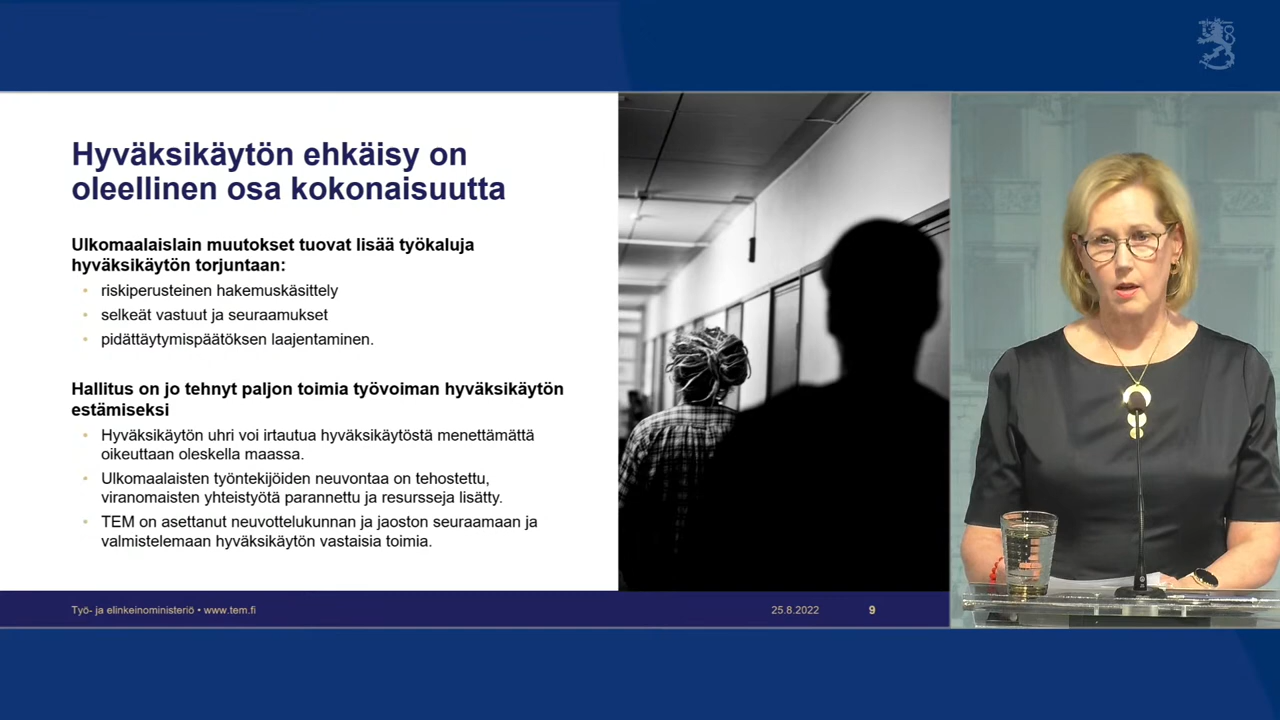 Hyväksikäytön ehkäisy on
oleellinen osa kokonaisuutta
Ulkomaalaislain muutokset tuovat lisää työkaluja
hyväksikäytön torjuntaan:
• riskiperusteinen hakemuskäsittely
• selkeät vastuut ja seuraamukset
• pidättäytymispäätöksen laajentaminen.
Hallitus on jo tehnyt paljon toimia työvoiman hyväksikäytön
estämiseksi
• Hyväksikäytön uhri voi irtautua hyväksikäytöstä menettämättä
oikeuttaan oleskella maassa.
• Ulkomaalaisten työntekijöiden neuvontaa on tehostettu,
viranomaisten yhteistyötä parannettu ja resursseja lisätty.
• TEM on asettanut neuvottelukunnan ja jaoston seuraamaan ja
valmistelemaan hyväksikäytön vastaisia toimia.
Työ- ja elinkeinoministeriö • www.tem.fi
25.8.2022
9